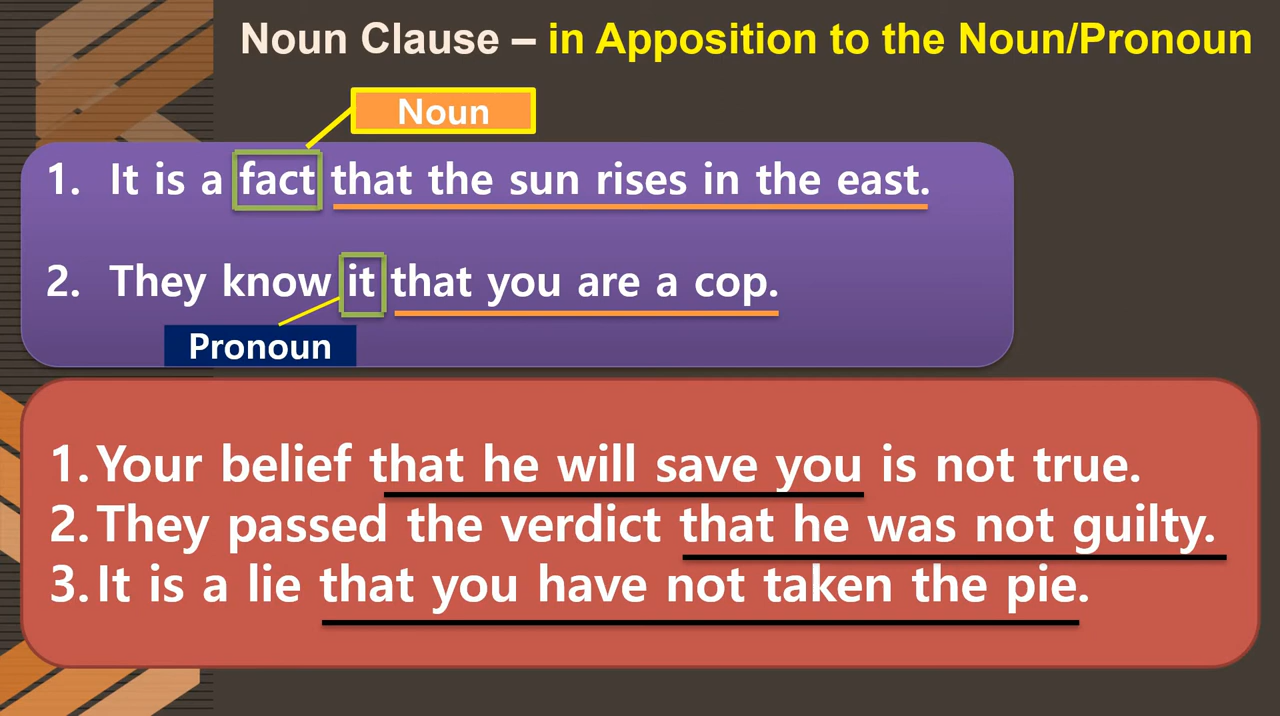 Noun Clause – in Apposition to the Noun/Pronoun
Noun
1. It is a fact that the sun rises in the east.
2. They know it that you are a cop.
Pronoun
1. Your belief that he will save you is not true.
2. They passed the verdict that he was not guilty.
3. It is a lie that you have not taken the pie.